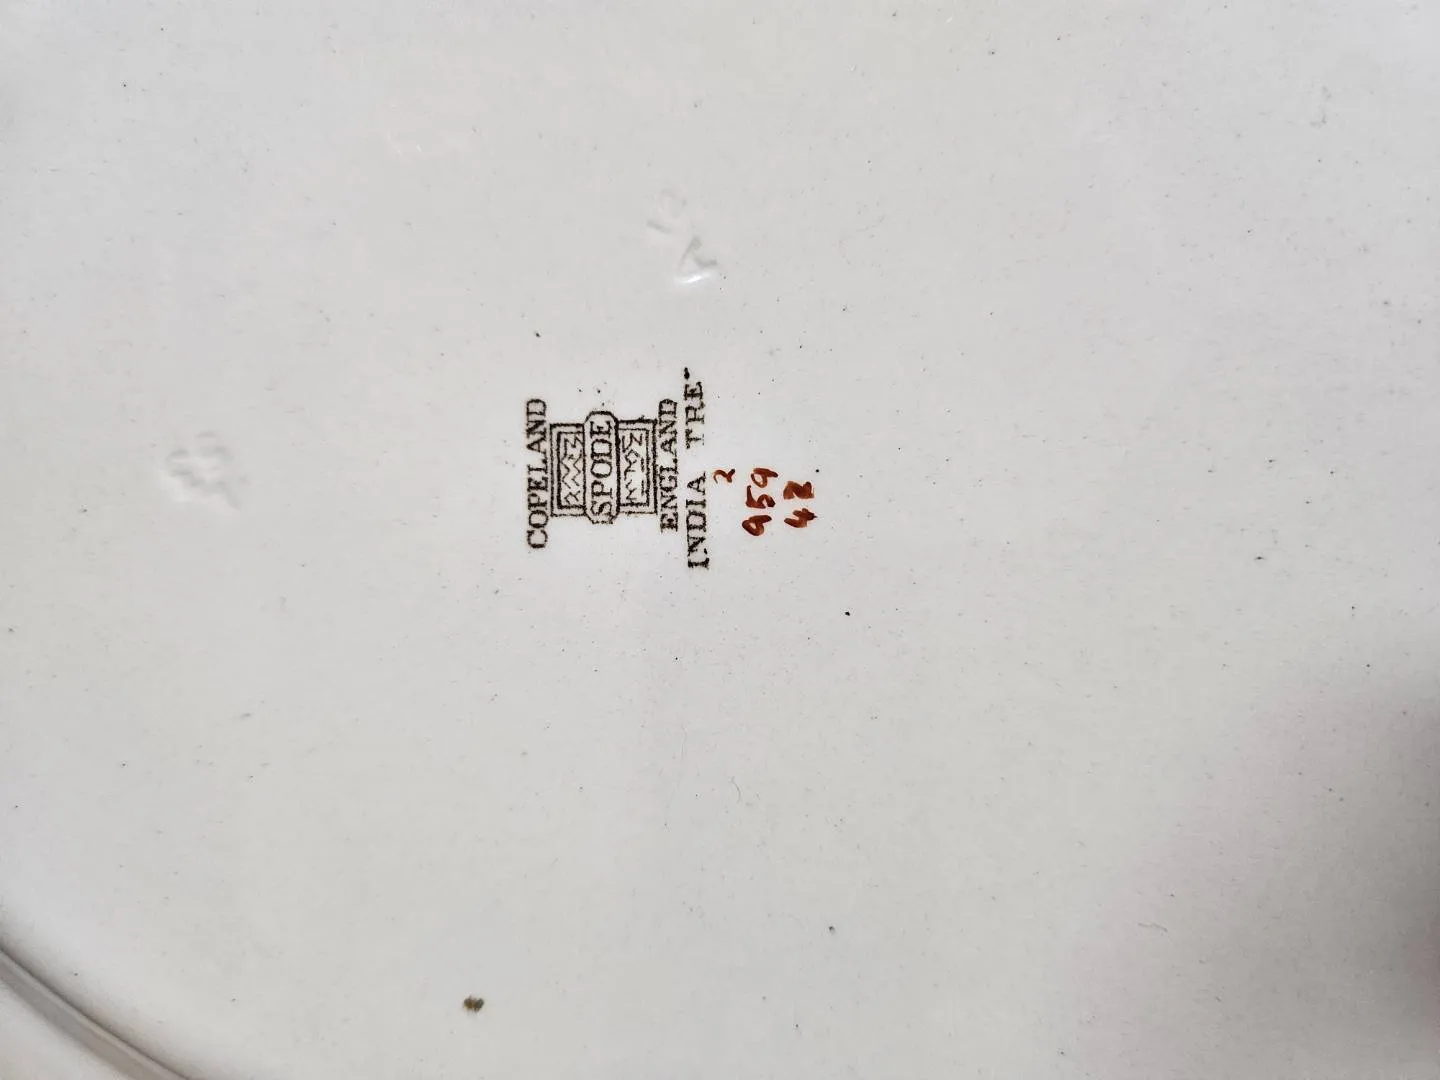 COPELAND
SPODE
ENGLAND
INDIA TRE
2
959
42